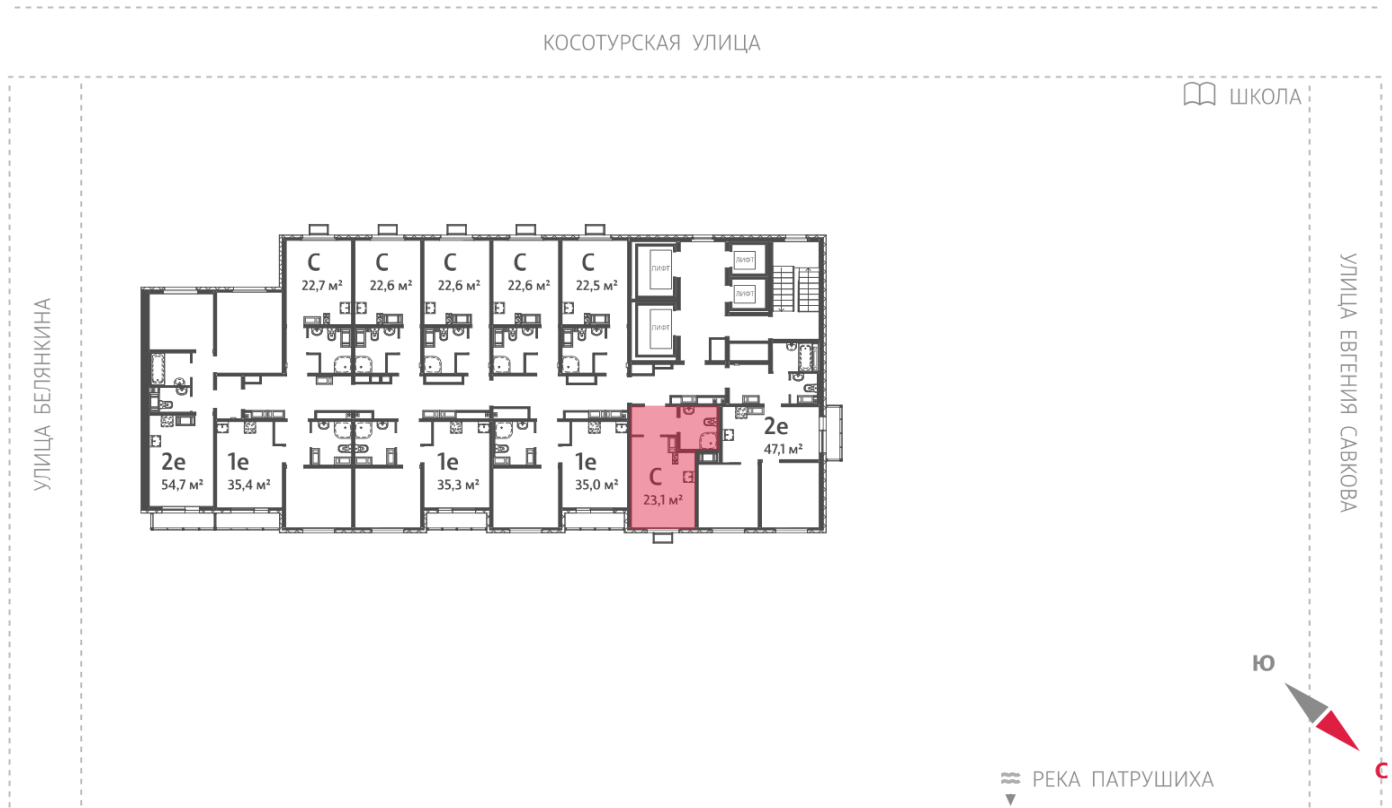 КОСОТУРСКАЯ УЛИЦА
ШКОЛА
УЛИЦА БЕЛЯНКИНА
УЛИЦА ЕВГЕНИЯ САВКОВА
С
22,7 м²
С
22,6 м²
С
22,6 м²
С
22,6 м²
С
22,5 м²
ЛИФТ
ЛИФТ
ЛИФТ
ЛИФТ
2е
54,7 м²
1е
35,4 м²
1е
35,3 м²
1е
35,0 м²
С
23,1 м²
2е
47,1 м²
Ю
С
РЕКА ПАТРУШИХА